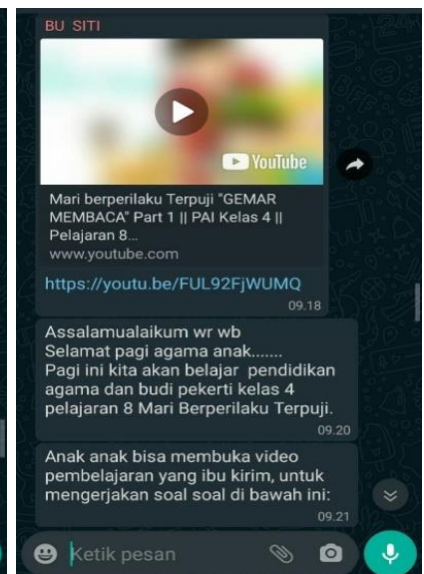 BU SITI
YouTube
Mari berperilaku Terpuji "GEMAR
MEMBACA" Part 1 || PAI Kelas 4 ||
Pelajaran 8...
www.youtube.com
https://youtu.be/FUL92FjWUMQ
09.18
Assalamualaikum wr wb
Selamat pagi agama anak.......
Pagi ini kita akan belajar pendidikan
agama dan budi pekerti kelas 4
pelajaran 8 Mari Berperilaku Terpuji.
09.20
Anak anak bisa membuka video
pembelajaran yang ibu kirim, untuk
mengerjakan soal soal di bawah ini:
09.21
Ketik pesan